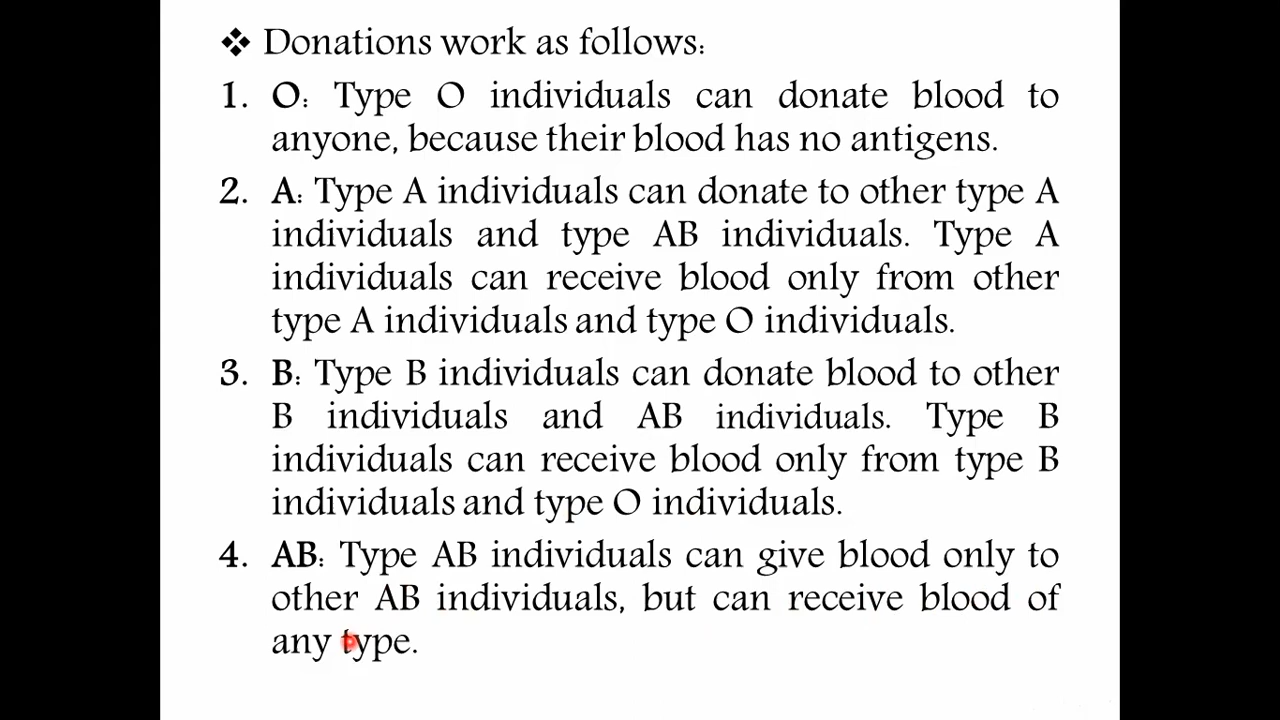 ❖ Donations work as follows:
1. O: Type O individuals can donate blood to
anyone, because their blood has no antigens.
2. A: Type A individuals can donate to other type A
individuals and type AB individuals. Type A
individuals can receive blood only from other
type A individuals and type O individuals.
3. B: Type B individuals can donate blood to other
B individuals and AB individuals. Type B
individuals can receive blood only from type B
individuals and type O individuals.
4. AB: Type AB individuals can give blood only to
other AB individuals, but can receive blood of
any type.